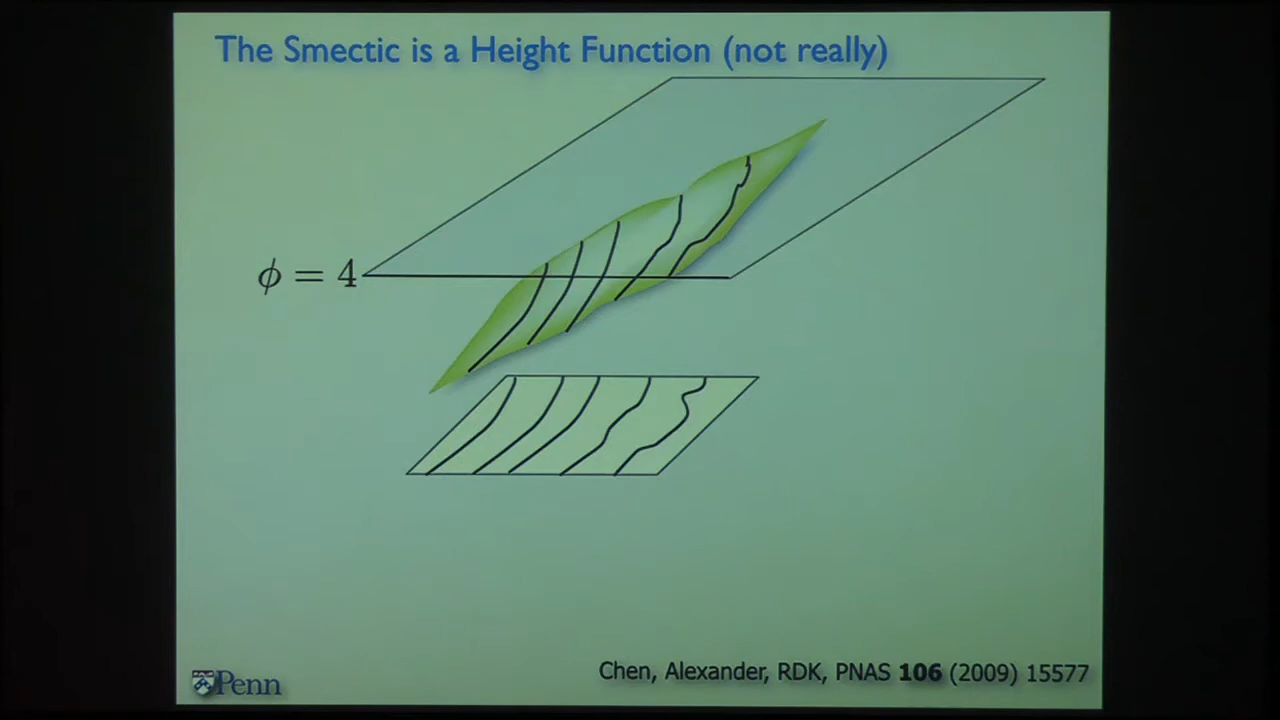 The Smectic is a Height Function (not really)
ϕ = 4
Penn
Chen, Alexander, RDK, PNAS 106 (2009) 15577